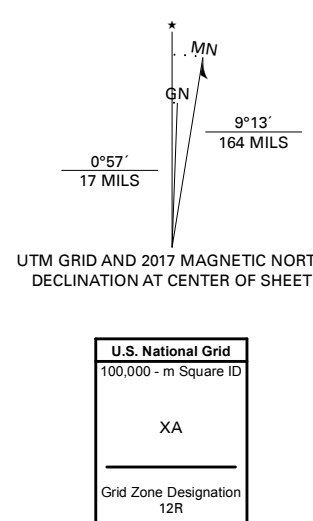 ★
MN
GN
9°13´
164 MILS
0°57´
17 MILS
UTM GRID AND 2017 MAGNETIC NORT
DECLINATION AT CENTER OF SHEET
U.S. National Grid
100,000 - m Square ID
XA
Grid Zone Designation
12R